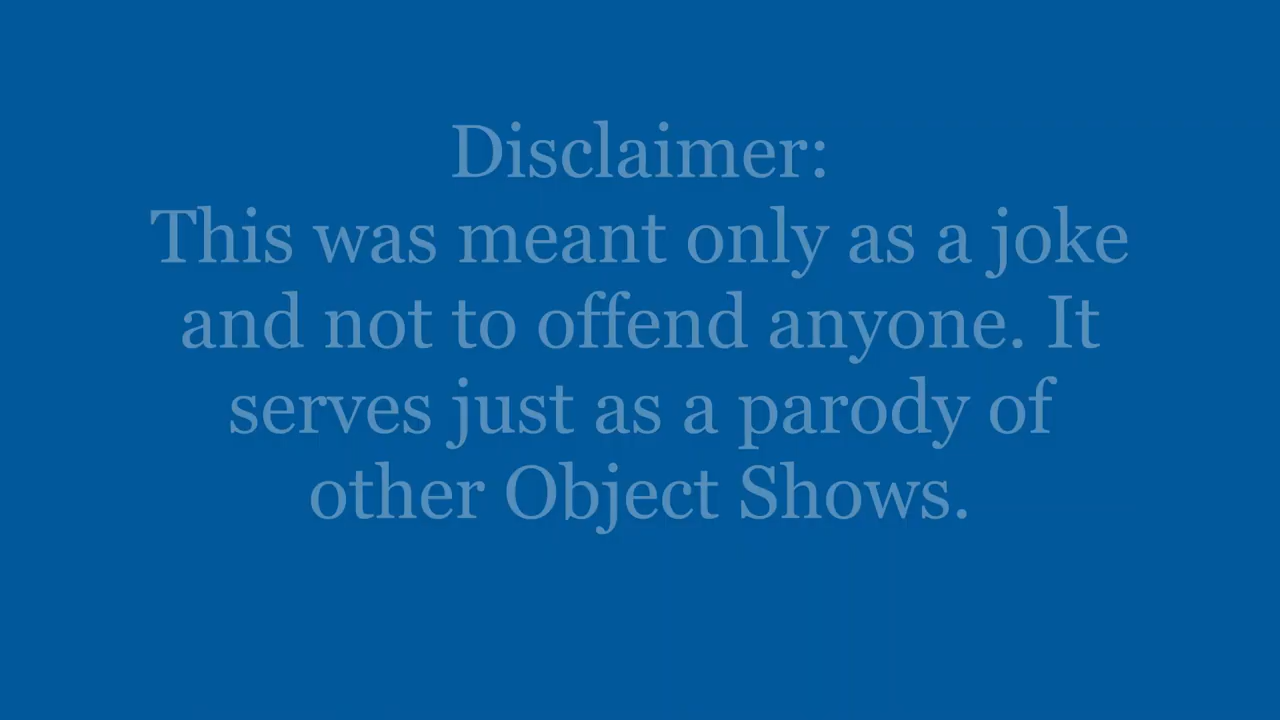 Disclaimer:
This was meant only as a joke
and not to offend anyone. It
serves just as a parody of
other Object Shows.